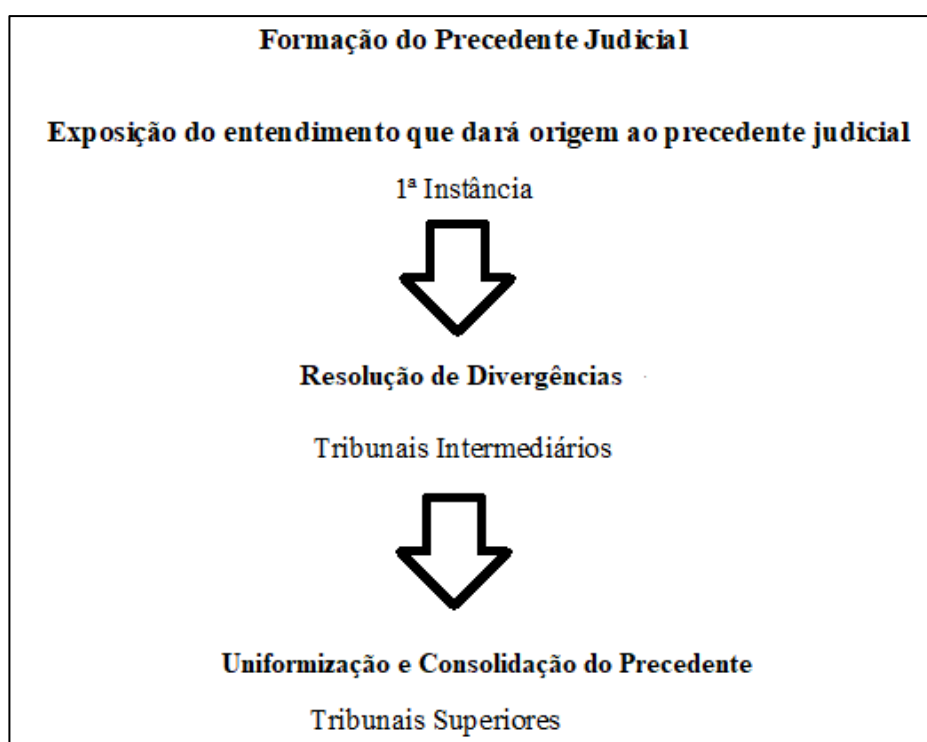 Formação do Precedente Judicial
Exposição do entendimento que dará origem ao precedente judicial
1ª Instância
Resolução de Divergências
Tribunais Intermediários
Uniformização e Consolidação do Precedente
Tribunais Superiores